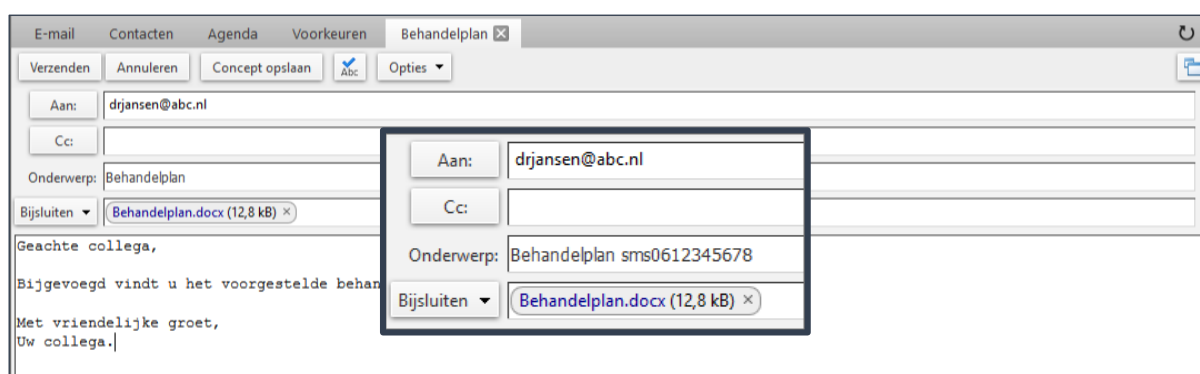 E-mail Contacten Agenda Voorkeuren Behandelplan
Verzenden Annuleren Concept opslaan Abc Opties
Aan: drjansen@abc.nl
Cc:
Onderwerp: Behandelplan
Bijsluiten Behandelplan.docx (12,8 kB)
Geachte collega,
Bijgevoegd vindt u het voorgestelde behan
Met vriendelijke groet,
Uw collega.
Aan: drjansen@abc.nl
Cc:
Onderwerp: Behandelplan sms0612345678
Bijsluiten Behandelplan.docx (12,8 kB)